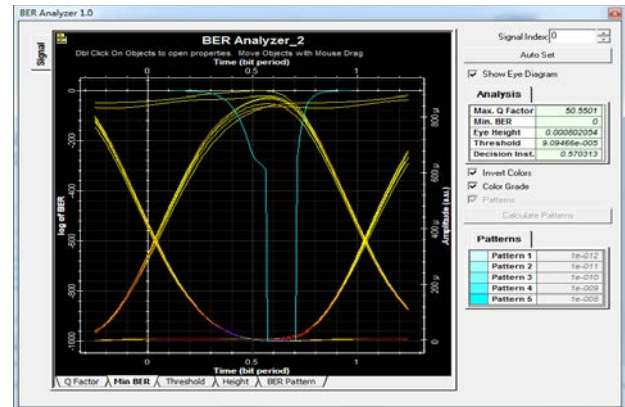 BER Analyzer 1.0
Signal
BER Analyzer_2
Dbl Click On Objects to open properties. Move Objects with Mouse Drag
Time (bit period)
0 0.5 1
log of BER
0
-200
-400
-600
-800
-1000
Amplitude (a.u.)
800 µ
600 µ
400 µ
200 µ
0
0 0.5 1
Time (bit period)
Q Factor Min BER Threshold Height BER Pattern
Signal Index: 0
Auto Set
Show Eye Diagram
Analysis
Max. Q Factor 50.5501
Min. BER 0
Eye Height 0.000802054
Threshold 9.09466e-005
Decision Inst. 0.570313
Invert Colors
Color Grade
Patterns
Calculate Patterns
Patterns
Pattern 1 1e-012
Pattern 2 1e-011
Pattern 3 1e-010
Pattern 4 1e-009
Pattern 5 1e-008